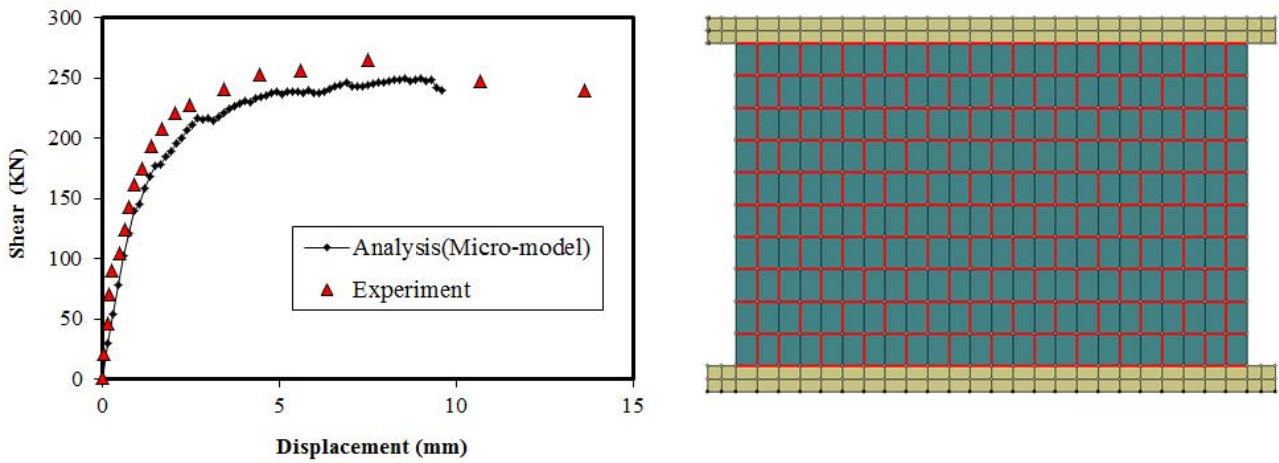 300
250
200
150
100
50
0
Shear (KN)
Analysis(Micro-model)
Experiment
0 5 10 15
Displacement (mm)